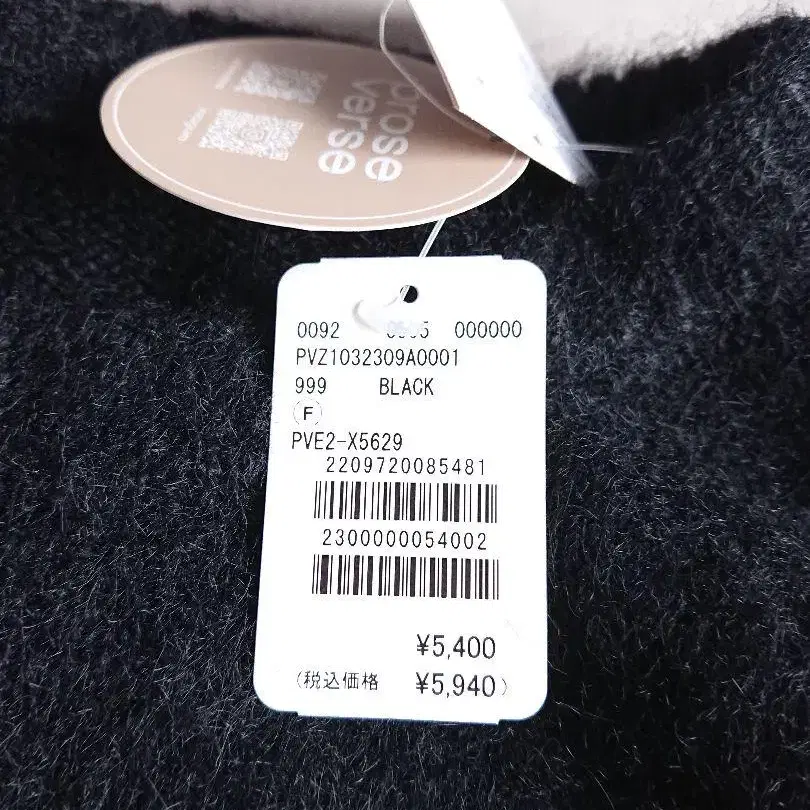 prose
verse
0092 000000
PVZ1032309A0001
999 BLACK
F
PVE2-X5629
2209720085481
2300000054002
¥5,400
(税込価格 ¥5,940)